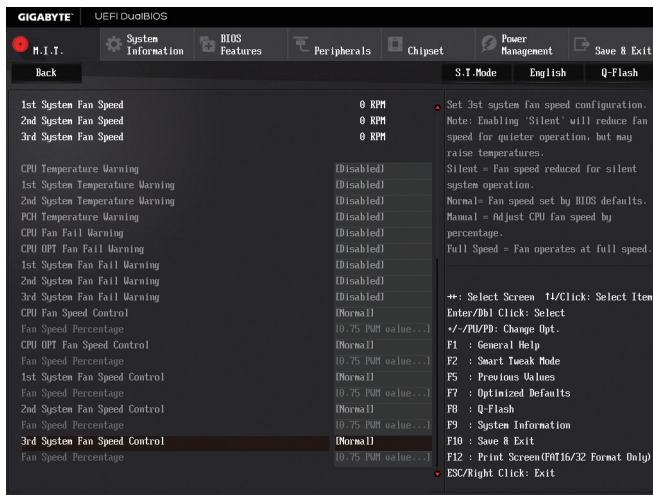 GIGABYTE™ UEFI DualBIOS
M.I.T.
System Information
BIOS Features
Peripherals
Chipset
Power Management
Save & Exit
Back
S.T.Mode English Q-Flash
1st System Fan Speed 0 RPM
2nd System Fan Speed 0 RPM
3rd System Fan Speed 0 RPM
CPU Temperature Warning [Disabled]
1st System Temperature Warning [Disabled]
2nd System Temperature Warning [Disabled]
PCH Temperature Warning [Disabled]
CPU Fan Fail Warning [Disabled]
CPU OPT Fan Fail Warning [Disabled]
1st System Fan Fail Warning [Disabled]
2nd System Fan Fail Warning [Disabled]
3rd System Fan Fail Warning [Disabled]
CPU Fan Speed Control [Normal]
Fan Speed Percentage [0.75 PWM value...]
CPU OPT Fan Speed Control [Normal]
Fan Speed Percentage [0.75 PWM value...]
1st System Fan Speed Control [Normal]
Fan Speed Percentage [0.75 PWM value...]
2nd System Fan Speed Control [Normal]
Fan Speed Percentage [0.75 PWM value...]
3rd System Fan Speed Control [Normal]
Fan Speed Percentage [0.75 PWM value...]
Set 3st system fan speed configuration.
Note: Enabling 'Silent' will reduce fan
speed for quieter operation, but may
raise temperatures.
Silent = Fan speed reduced for silent
system operation.
Normal= Fan speed set by BIOS defaults.
Manual = Adjust CPU fan speed by
percentage.
Full Speed = Fan operates at full speed.
→←: Select Screen ↑↓/Click: Select Item
Enter/Dbl Click: Select
+/-/PU/PD: Change Opt.
F1 : General Help
F2 : Smart Tweak Mode
F5 : Previous Values
F7 : Optimized Defaults
F8 : Q-Flash
F9 : System Information
F10 : Save & Exit
F12 : Print Screen(FAT16/32 Format Only)
ESC/Right Click: Exit